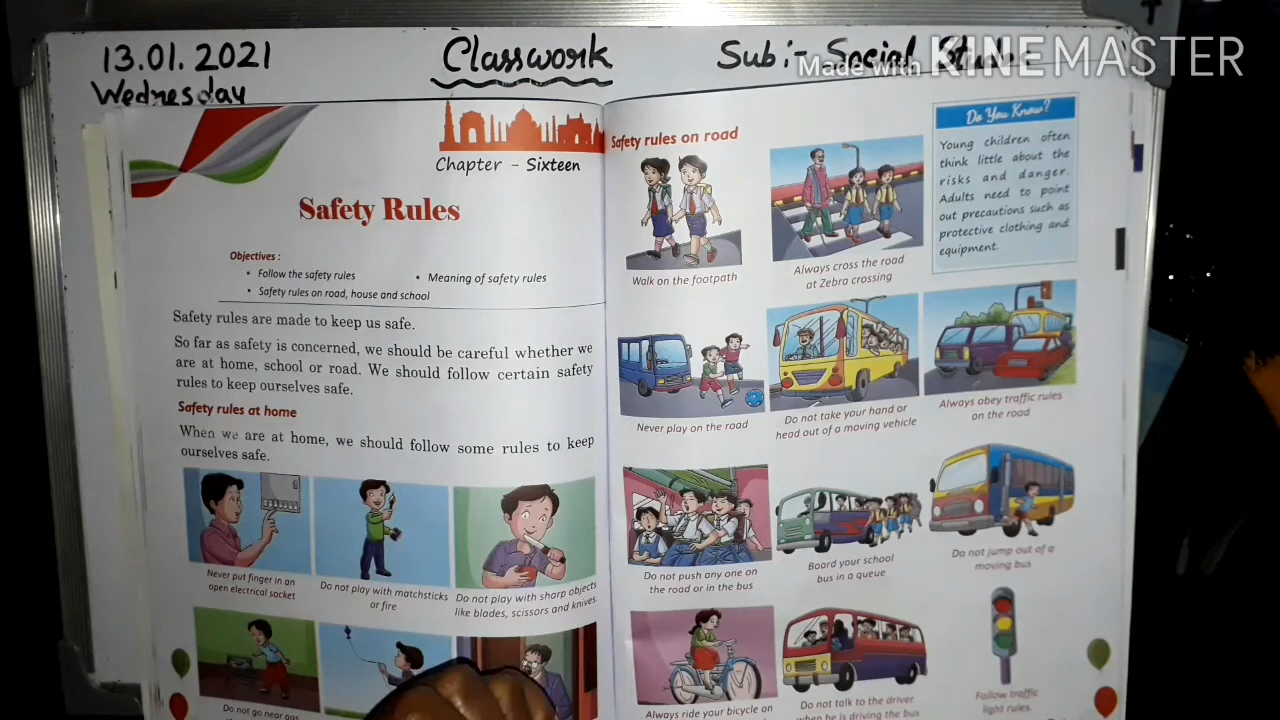 13.01.2021
Wednesday
Classwork
Sub :- Social
Made with KINEMASTER
Chapter - Sixteen
Safety Rules
Objectives :
• Follow the safety rules
• Meaning of safety rules
• Safety rules on road, house and school
Safety rules are made to keep us safe.
So far as safety is concerned, we should be careful whether we
are at home, school or road. We should follow certain safety
rules to keep ourselves safe.
Safety rules at home
When we are at home, we should follow some rules to keep
ourselves safe.
Never put finger in an
open electrical socket
Do not play with matchsticks
or fire
Do not play with sharp objects
like blades, scissors and knives.
Do not go near gas
Safety rules on road
Walk on the footpath
Always cross the road
at Zebra crossing
Do You Know?
Young children often
think little about the
risks and danger.
Adults need to point
out precautions such as
protective clothing and
equipment.
Never play on the road
Do not take your hand or
head out of a moving vehicle
Always obey traffic rules
on the road
Do not push any one on
the road or in the bus
Board your school
bus in a queue
Do not jump out of a
moving bus
Always ride your bicycle on
Do not talk to the driver
when he is driving the bus
Follow traffic
light rules.